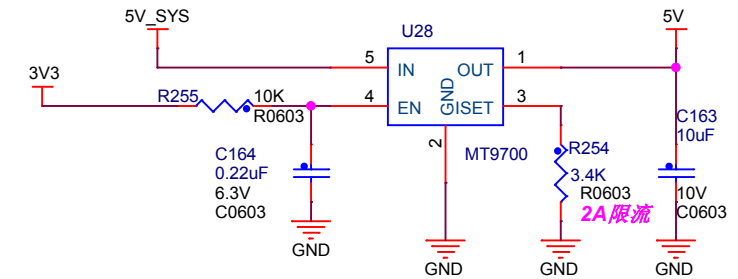 5V_SYS
U28
5V
5
IN
OUT
1
3V3
R255
10K
R0603
4
EN
GND
ISET
3
2
MT9700
C163
10uF
C164
0.22uF
6.3V
C0603
R254
3.4K
R0603
2A限流
10V
C0603
GND
GND
GND
GND